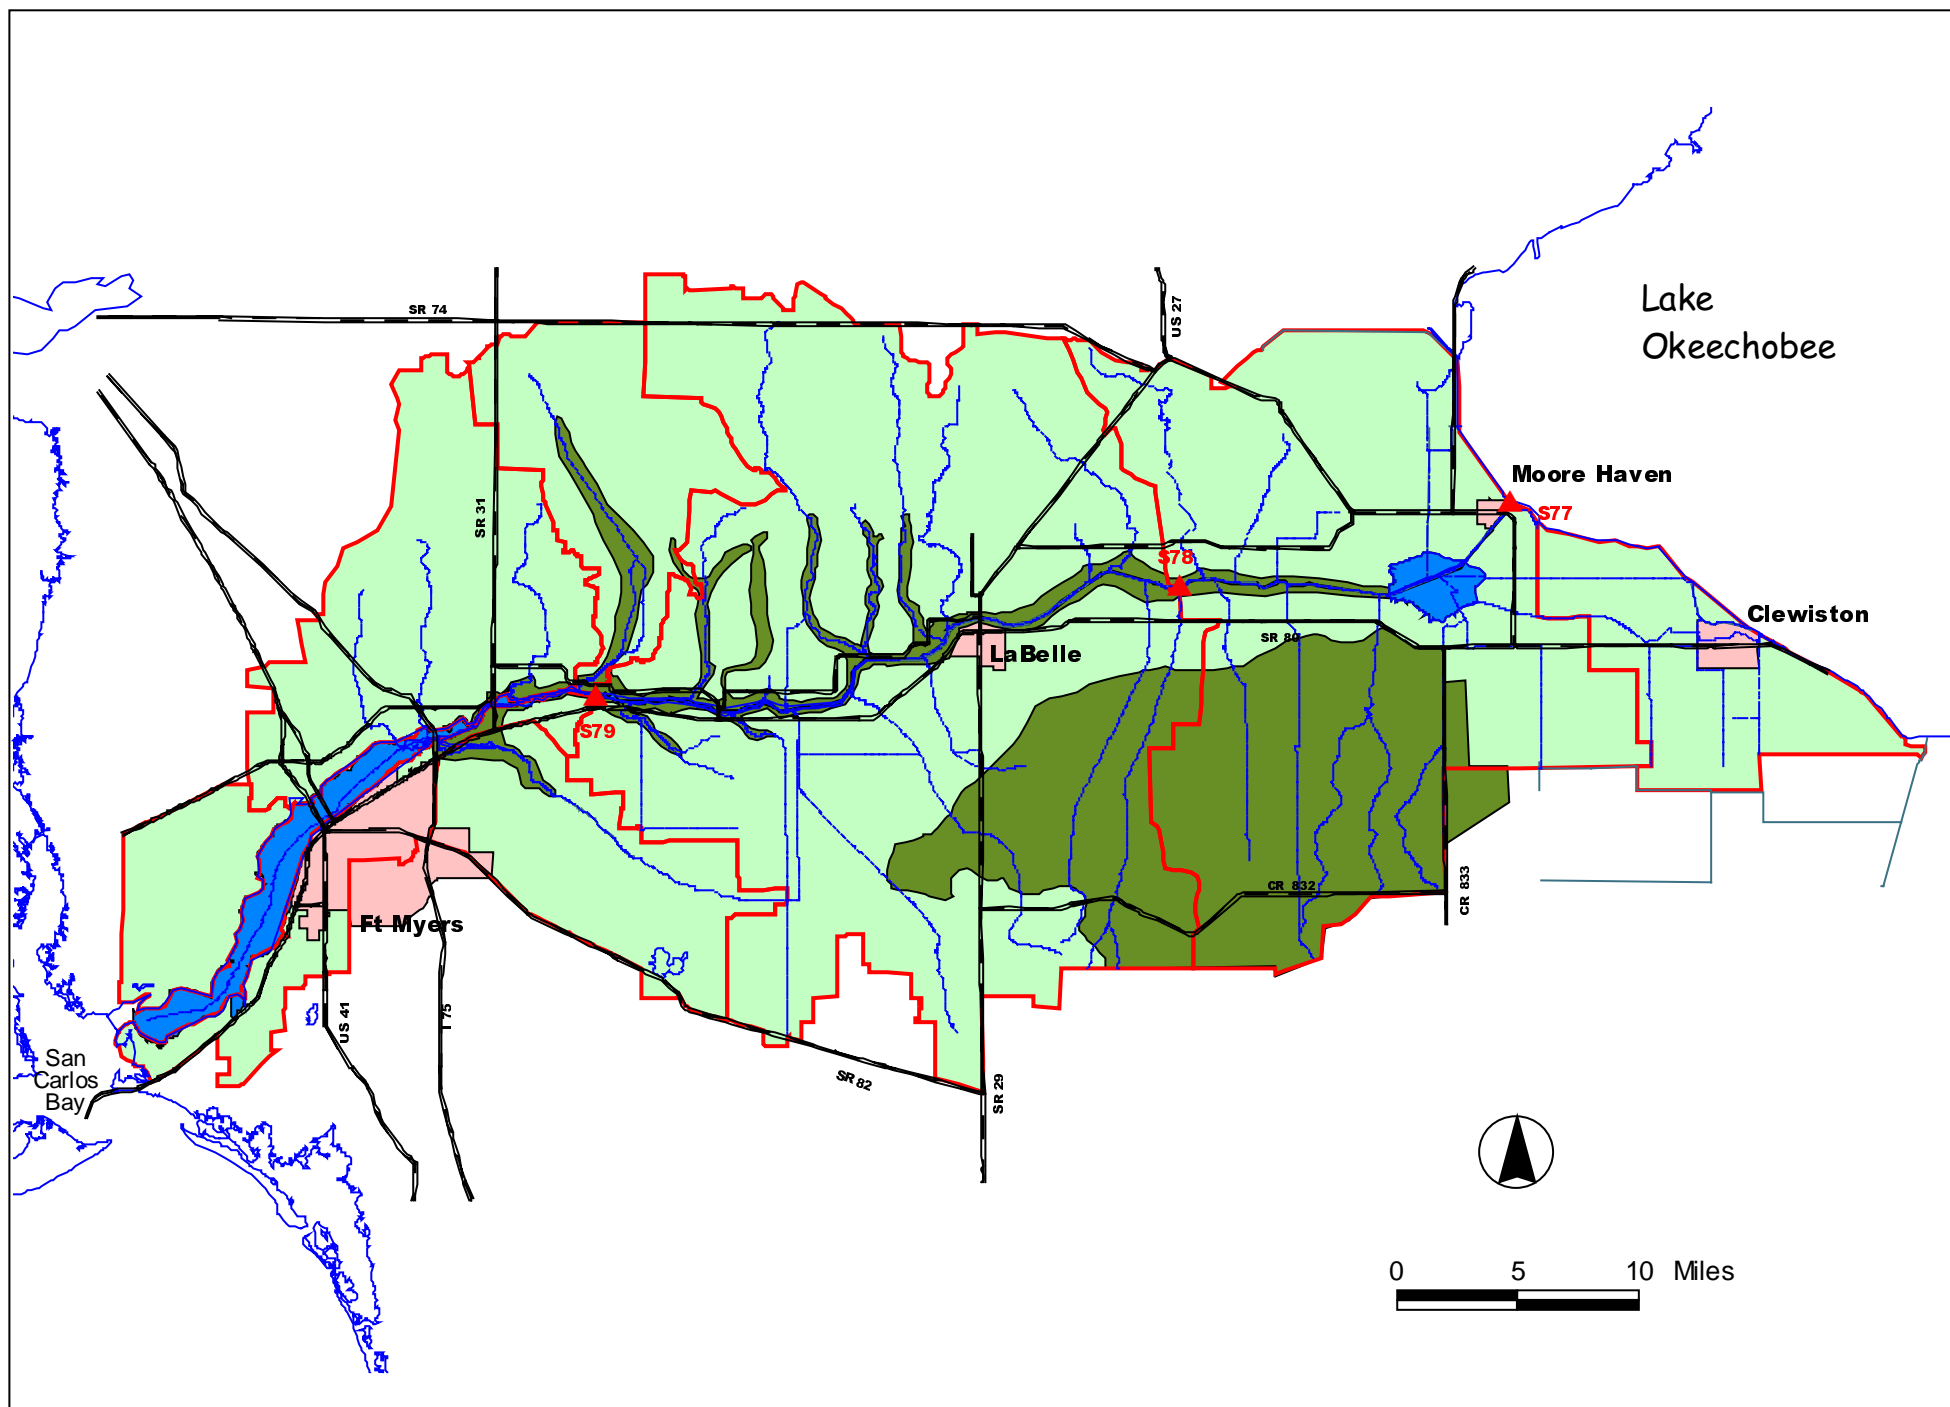 Lake
Okeechobee
SR 74
US 27
SR 31
Moore Haven
S77
S78
Clewiston
SR 80
LaBelle
S79
CR 832
CR 833
Ft Myers
US 41
I 75
San
Carlos
Bay
SR 82
SR 29
0 5 10 Miles